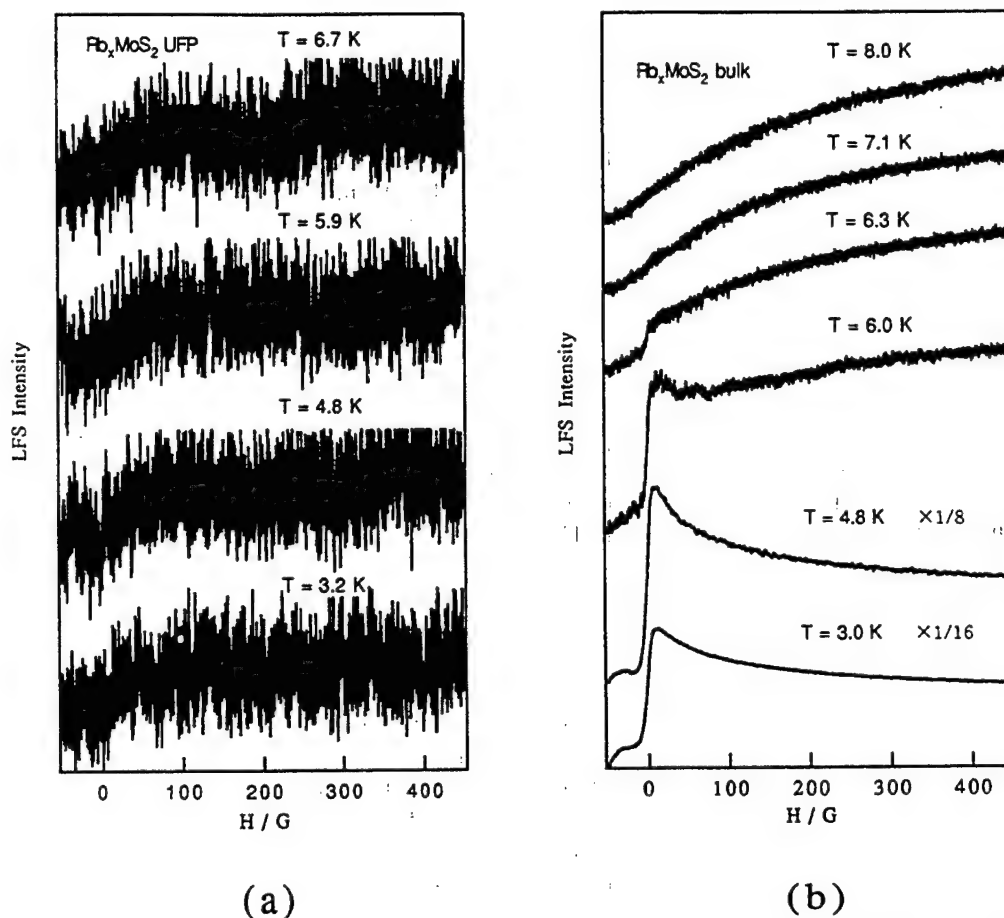 RbₓMoS₂ UFP
T = 6.7 K
T = 5.9 K
T = 4.8 K
T = 3.2 K
LFS Intensity
0 100 200 300 400
H / G
(a)
RbₓMoS₂ bulk
T = 8.0 K
T = 7.1 K
T = 6.3 K
T = 6.0 K
T = 4.8 K ×1/8
T = 3.0 K ×1/16
LFS Intensity
0 100 200 300 400
H / G
(b)